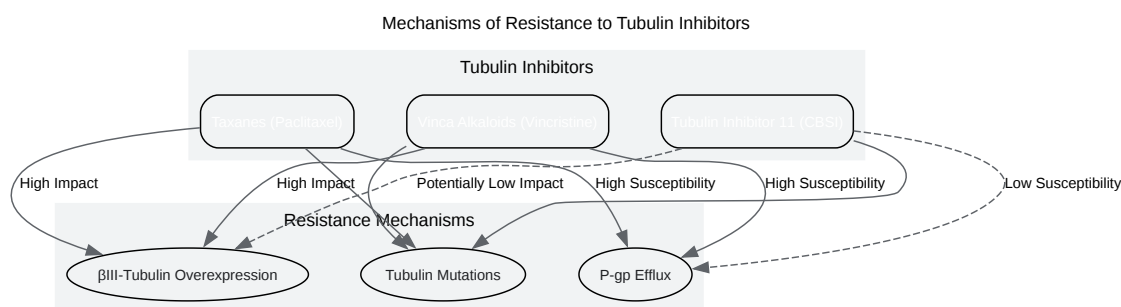 Mechanisms of Resistance to Tubulin Inhibitors
Tubulin Inhibitors
Taxanes (Paclitaxel)
Vinca Alkaloids (Vincristine)
Tubulin Inhibitor 11 (CBSI)
High Impact
High Impact
Potentially Low Impact
High Susceptibility
High Susceptibility
Low Susceptibility
Resistance Mechanisms
βIII-Tubulin Overexpression
Tubulin Mutations
P-gp Efflux